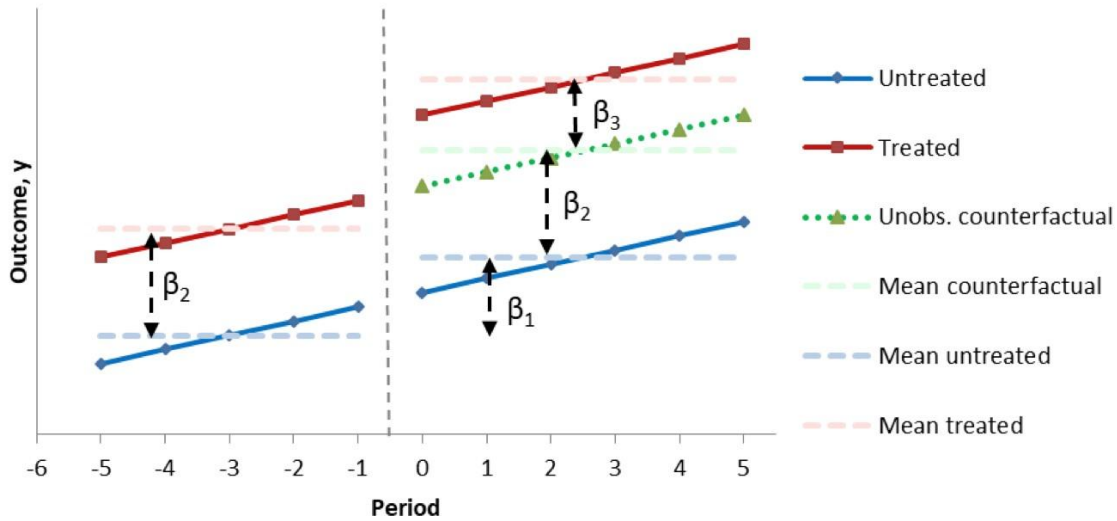 Outcome, y
β₃
β₂
β₂
β₁
-6 -5 -4 -3 -2 -1 0 1 2 3 4 5
Period
Untreated
Treated
Unobs. counterfactual
Mean counterfactual
Mean untreated
Mean treated